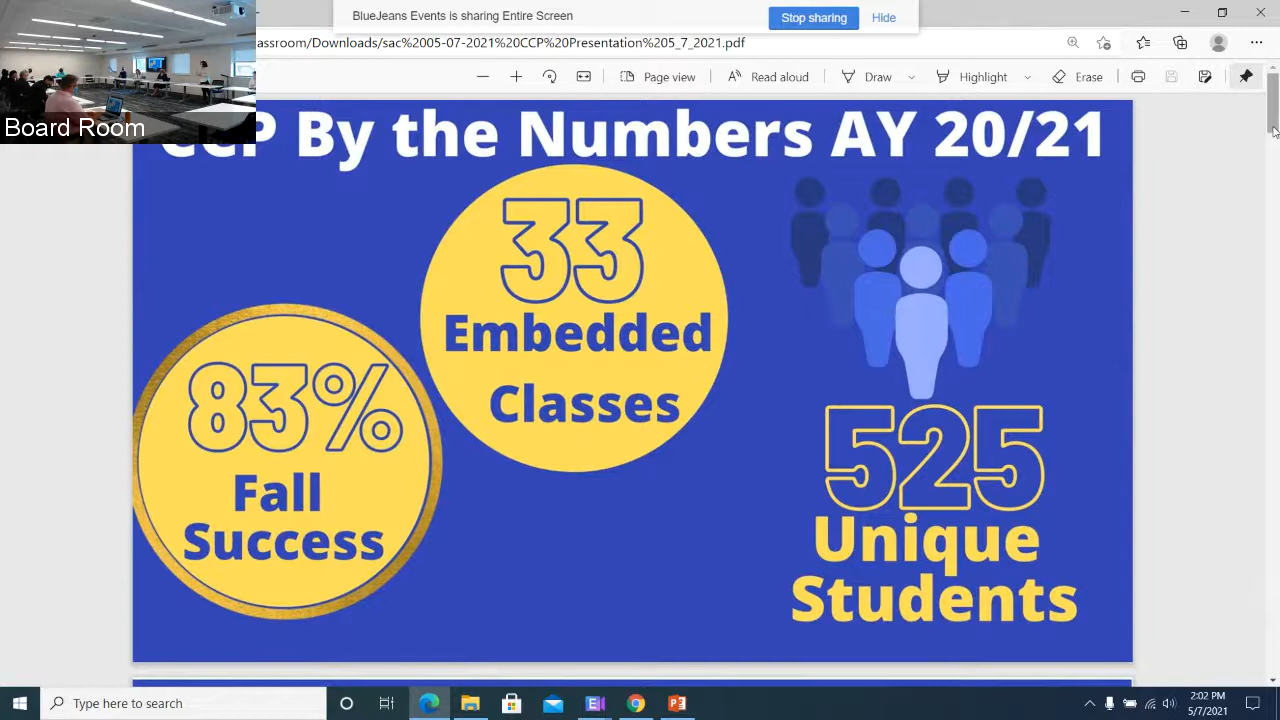 BlueJeans Events is sharing Entire Screen
Stop sharing
Hide
assroom/Downloads/sac%2005-07-2021%20CCP%20Presentation%205_7_2021.pdf
Page view
Read aloud
Draw
Highlight
Erase
Board Room
CCP By the Numbers AY 20/21
33
Embedded
Classes
83%
Fall
Success
525
Unique
Students
Type here to search
2:02 PM
5/7/2021